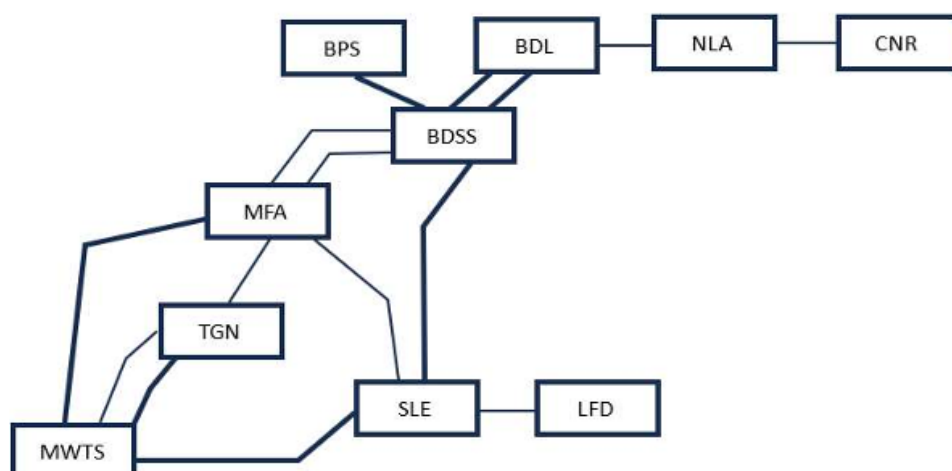 BPS
BDL
NLA
CNR
BDSS
MFA
TGN
SLE
LFD
MWTS